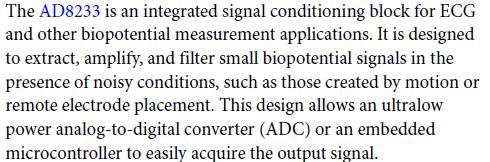 The AD8233 is an integrated signal conditioning block for ECG
and other biopotential measurement applications. It is designed
to extract, amplify, and filter small biopotential signals in the
presence of noisy conditions, such as those created by motion or
remote electrode placement. This design allows an ultralow
power analog-to-digital converter (ADC) or an embedded
microcontroller to easily acquire the output signal.